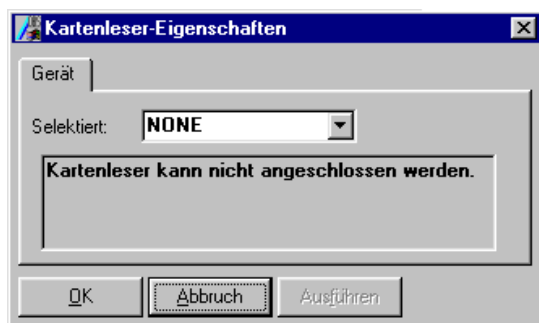 Kartenleser-Eigenschaften
Gerät
Selektiert: NONE
Kartenleser kann nicht angeschlossen werden.
OK Abbruch Ausführen